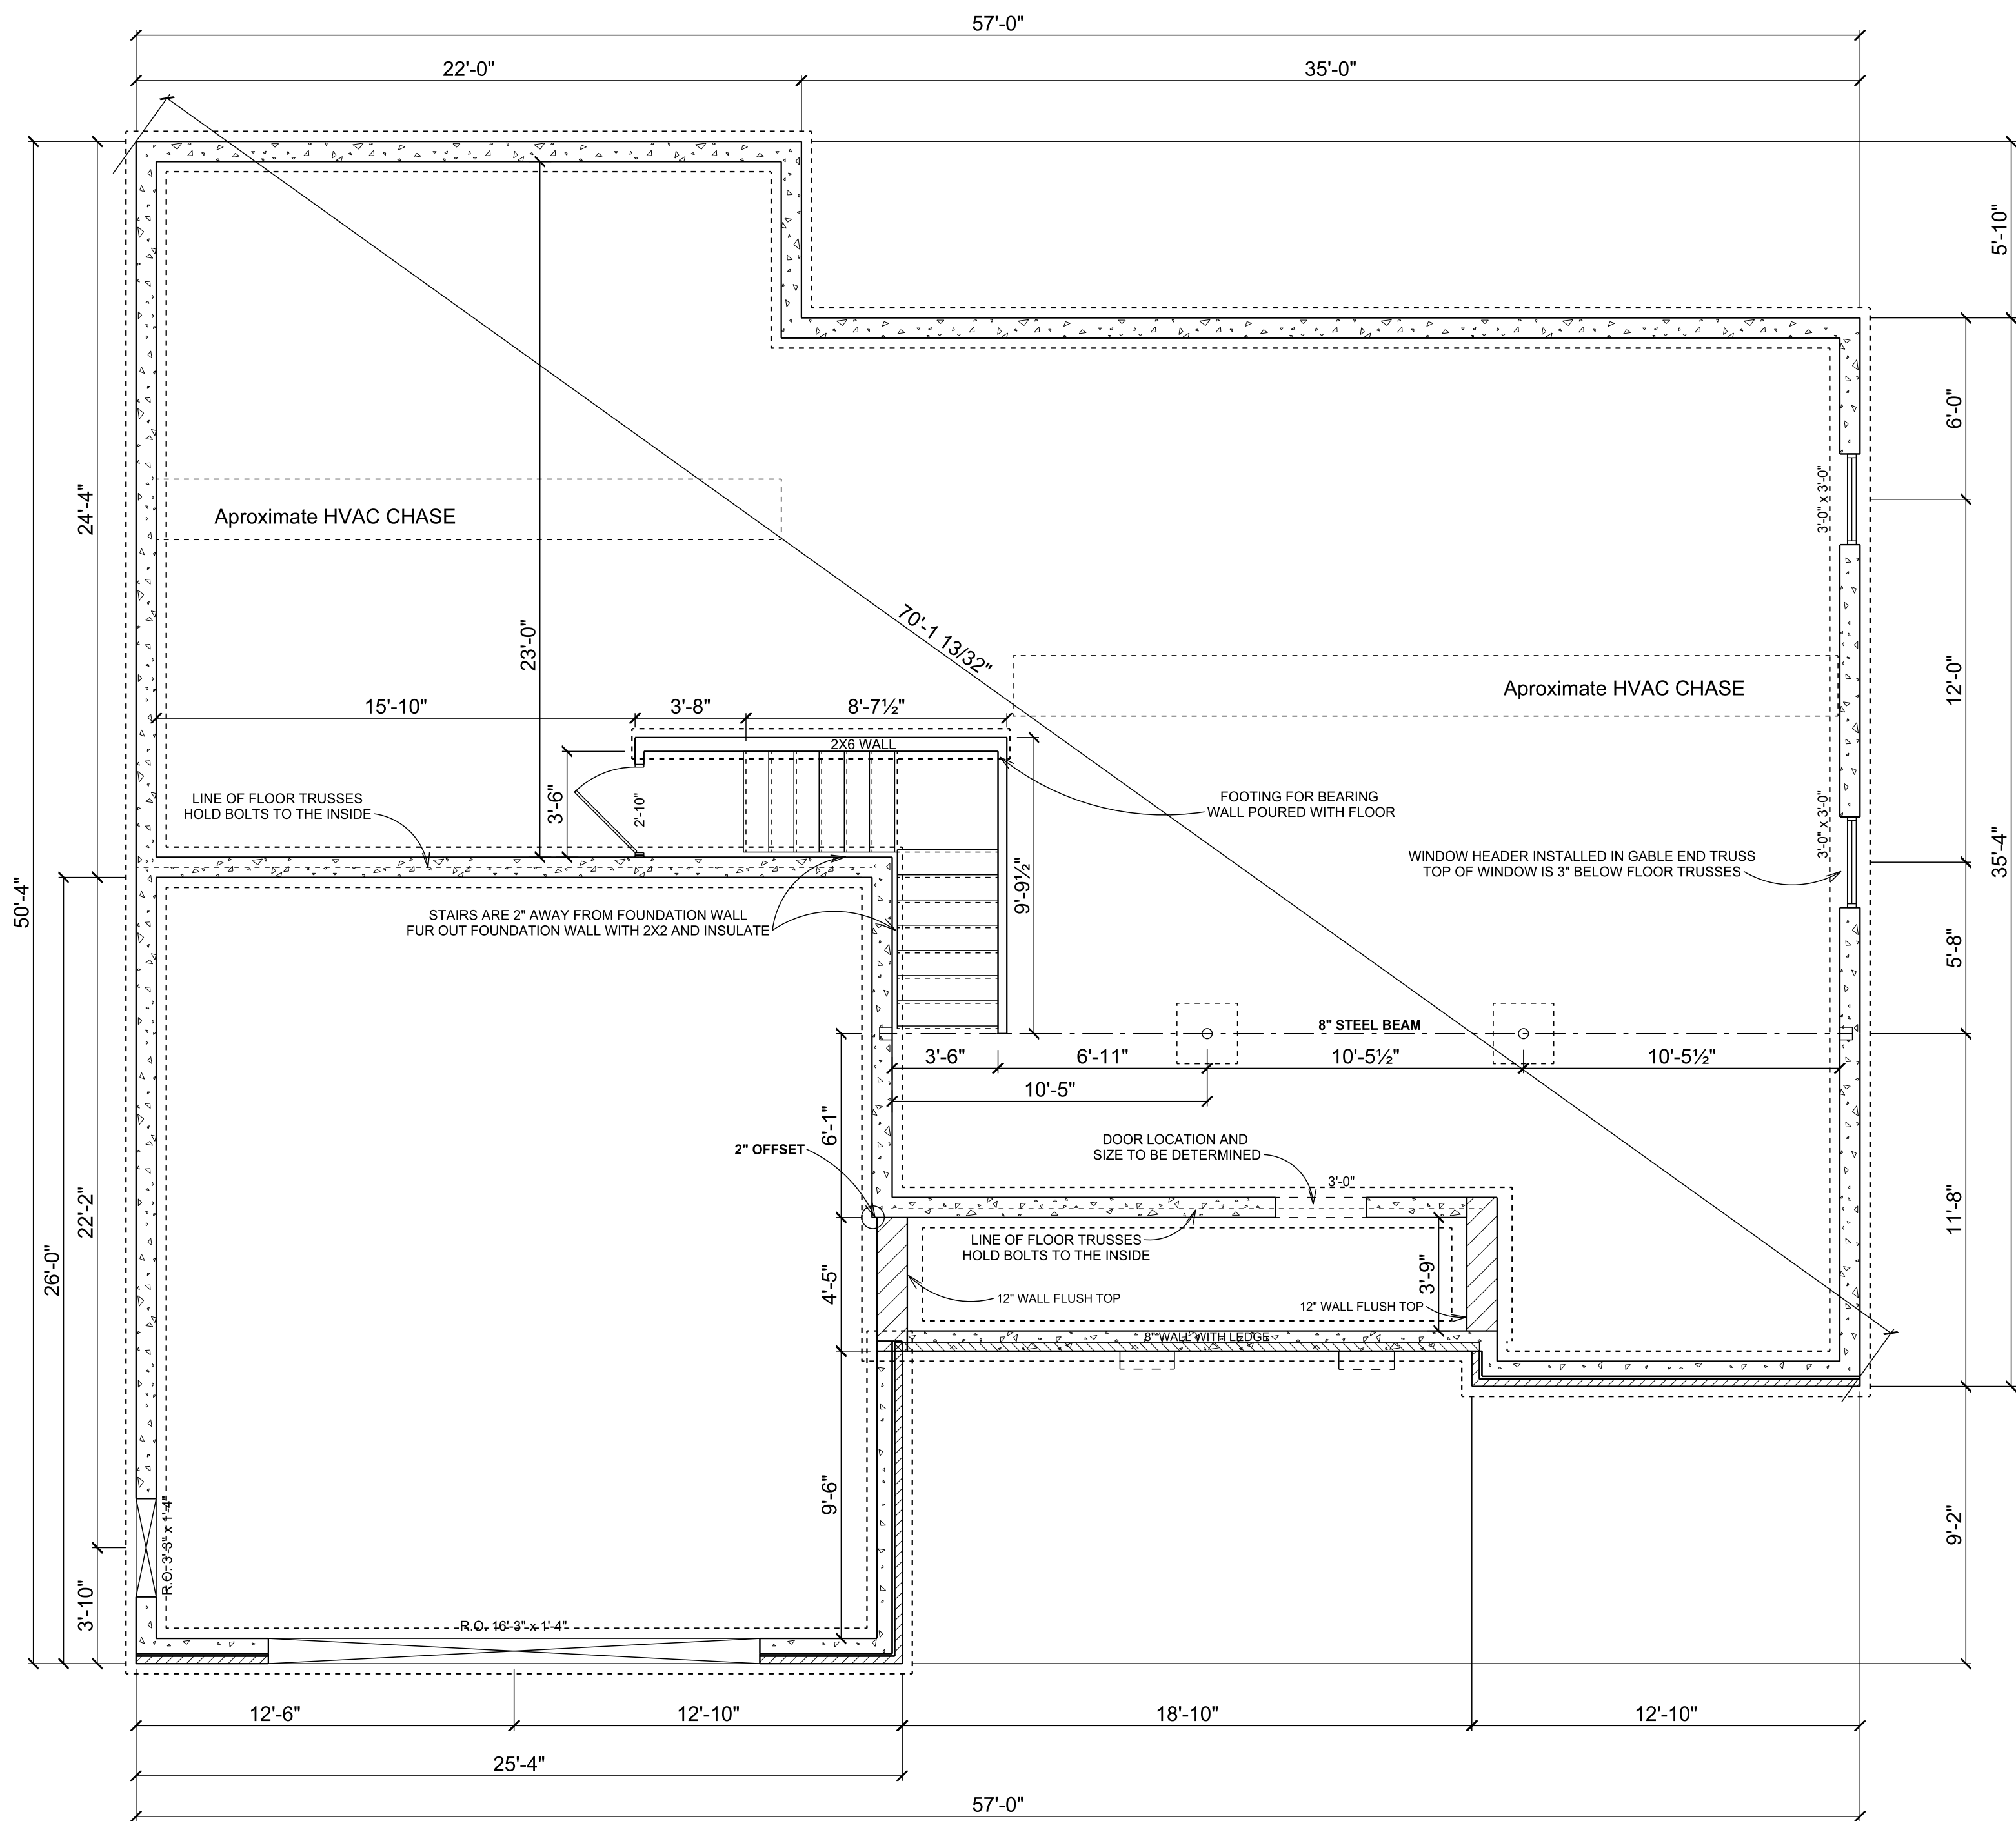 57'-0"
22'-0"
35'-0"
5'-10"
6'-0"
3'-0" x 3'-0"
24'-4"
Aproximate HVAC CHASE
23'-0"
70'-1 13/32"
12'-0"
Aproximate HVAC CHASE
15'-10"
3'-8"
8'-7½"
2X6 WALL
3'-6"
2'-10"
LINE OF FLOOR TRUSSES
HOLD BOLTS TO THE INSIDE
FOOTING FOR BEARING
WALL POURED WITH FLOOR
3'-0" x 3'-0"
WINDOW HEADER INSTALLED IN GABLE END TRUSS
TOP OF WINDOW IS 3" BELOW FLOOR TRUSSES
35'-4"
50'-4"
9'-9½"
STAIRS ARE 2" AWAY FROM FOUNDATION WALL
FUR OUT FOUNDATION WALL WITH 2X2 AND INSULATE
5'-8"
8" STEEL BEAM
3'-6"
6'-11"
10'-5½"
10'-5½"
10'-5"
6'-1"
2" OFFSET
DOOR LOCATION AND
SIZE TO BE DETERMINED
3'-0"
22'-2"
26'-0"
11'-8"
LINE OF FLOOR TRUSSES
HOLD BOLTS TO THE INSIDE
4'-5"
3'-9"
12" WALL FLUSH TOP
12" WALL FLUSH TOP
8" WALL WITH LEDGE
9'-6"
9'-2"
R.O. 3'-3" x 1'-4"
3'-10"
R.O. 16'-3" x 1'-4"
12'-6"
12'-10"
18'-10"
12'-10"
25'-4"
57'-0"